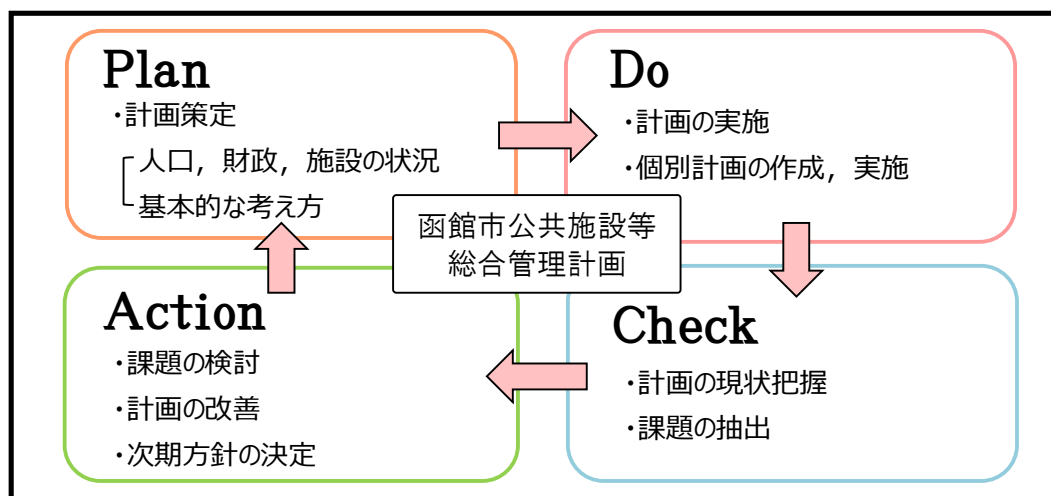 Plan
・計画策定
人口，財政，施設の状況
基本的な考え方
Do
・計画の実施
・個別計画の作成，実施
函館市公共施設等
総合管理計画
Action
・課題の検討
・計画の改善
・次期方針の決定
Check
・計画の現状把握
・課題の抽出